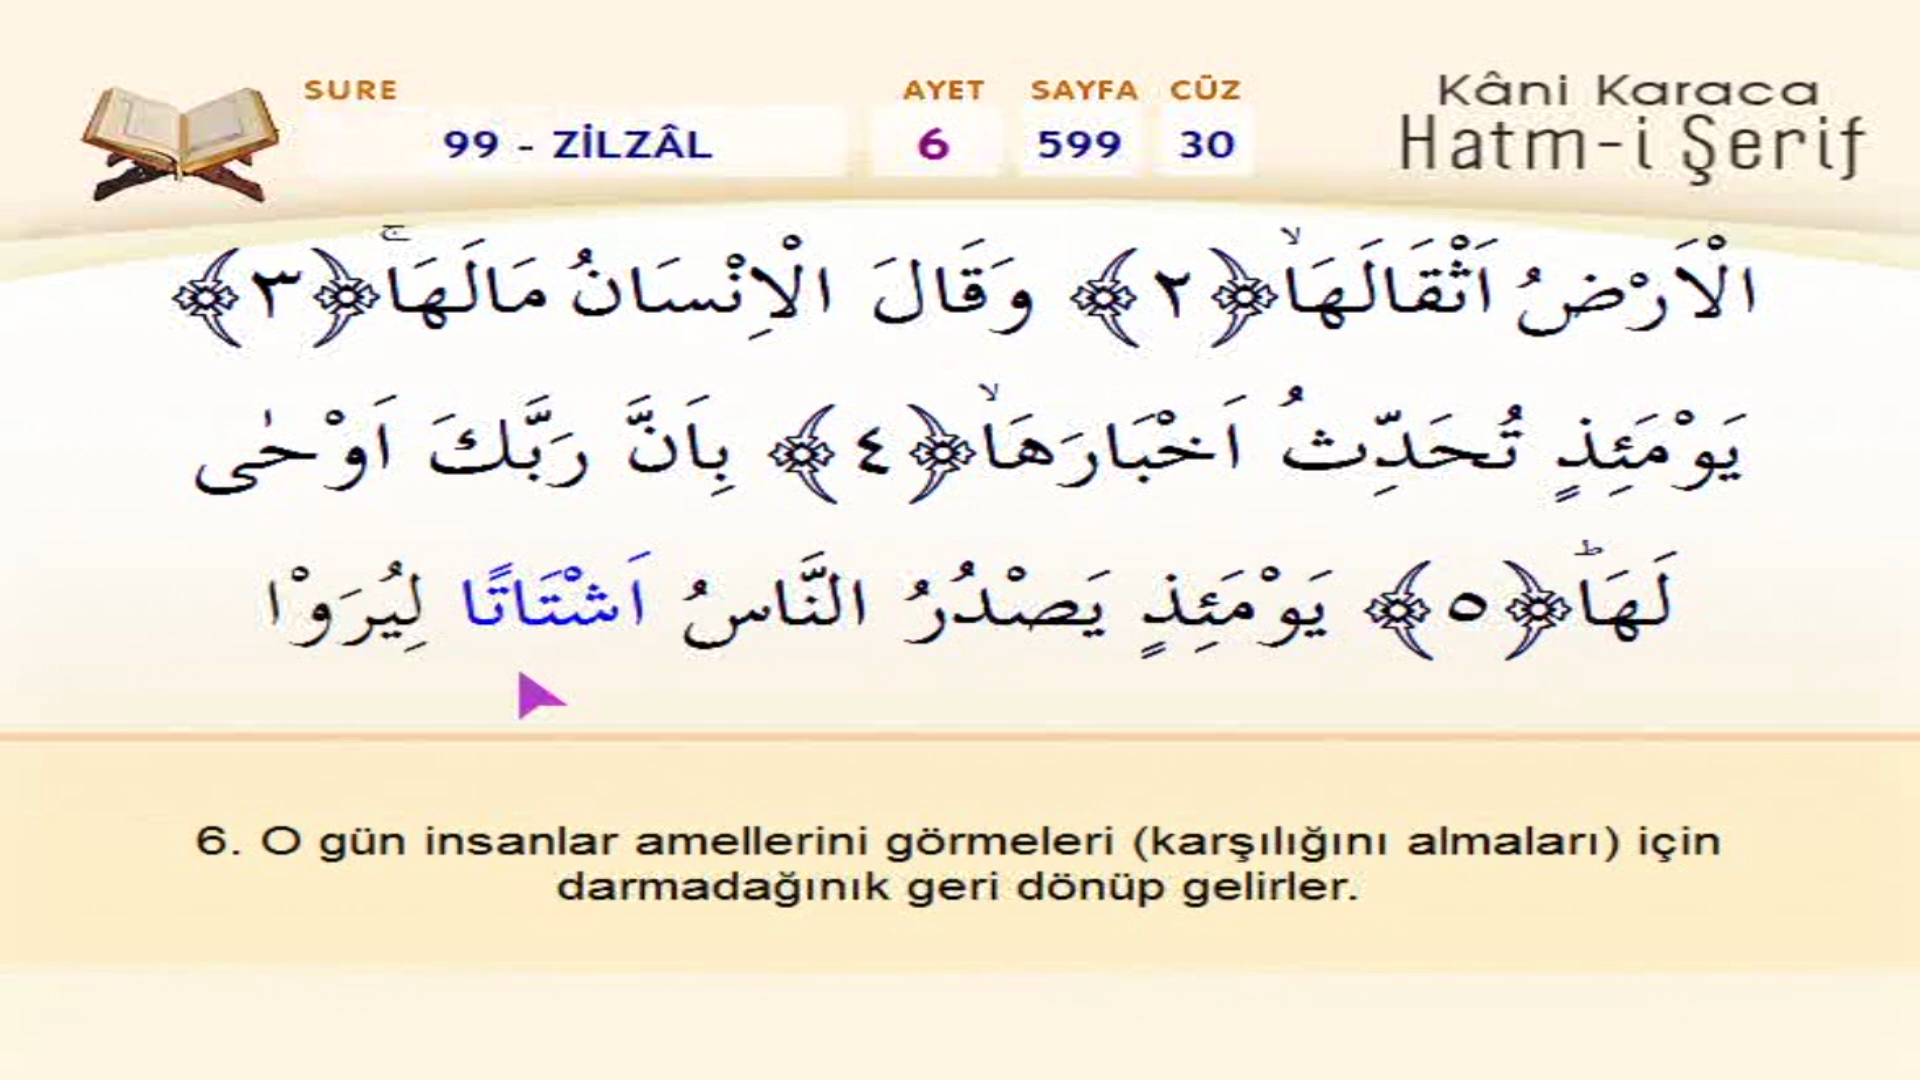 SURE
99 - ZİLZÂL
AYET
6
SAYFA
599
CÜZ
30
Kâni Karaca
Hatm-i Şerif
الْاَرْضُ اَثْقَالَهَاۙ﴿٢﴾ وَقَالَ الْاِنْسَانُ مَالَهَاۚ﴿٣﴾
يَوْمَئِذٍ تُحَدِّثُ اَخْبَارَهَاۙ﴿٤﴾ بِاَنَّ رَبَّكَ اَوْحٰى
لَهَاؕ﴿٥﴾ يَوْمَئِذٍ يَصْدُرُ النَّاسُ اَشْتَاتًا لِيُرَوْا
6. O gün insanlar amellerini görmeleri (karşılığını almaları) için
darmadağınık geri dönüp gelirler.